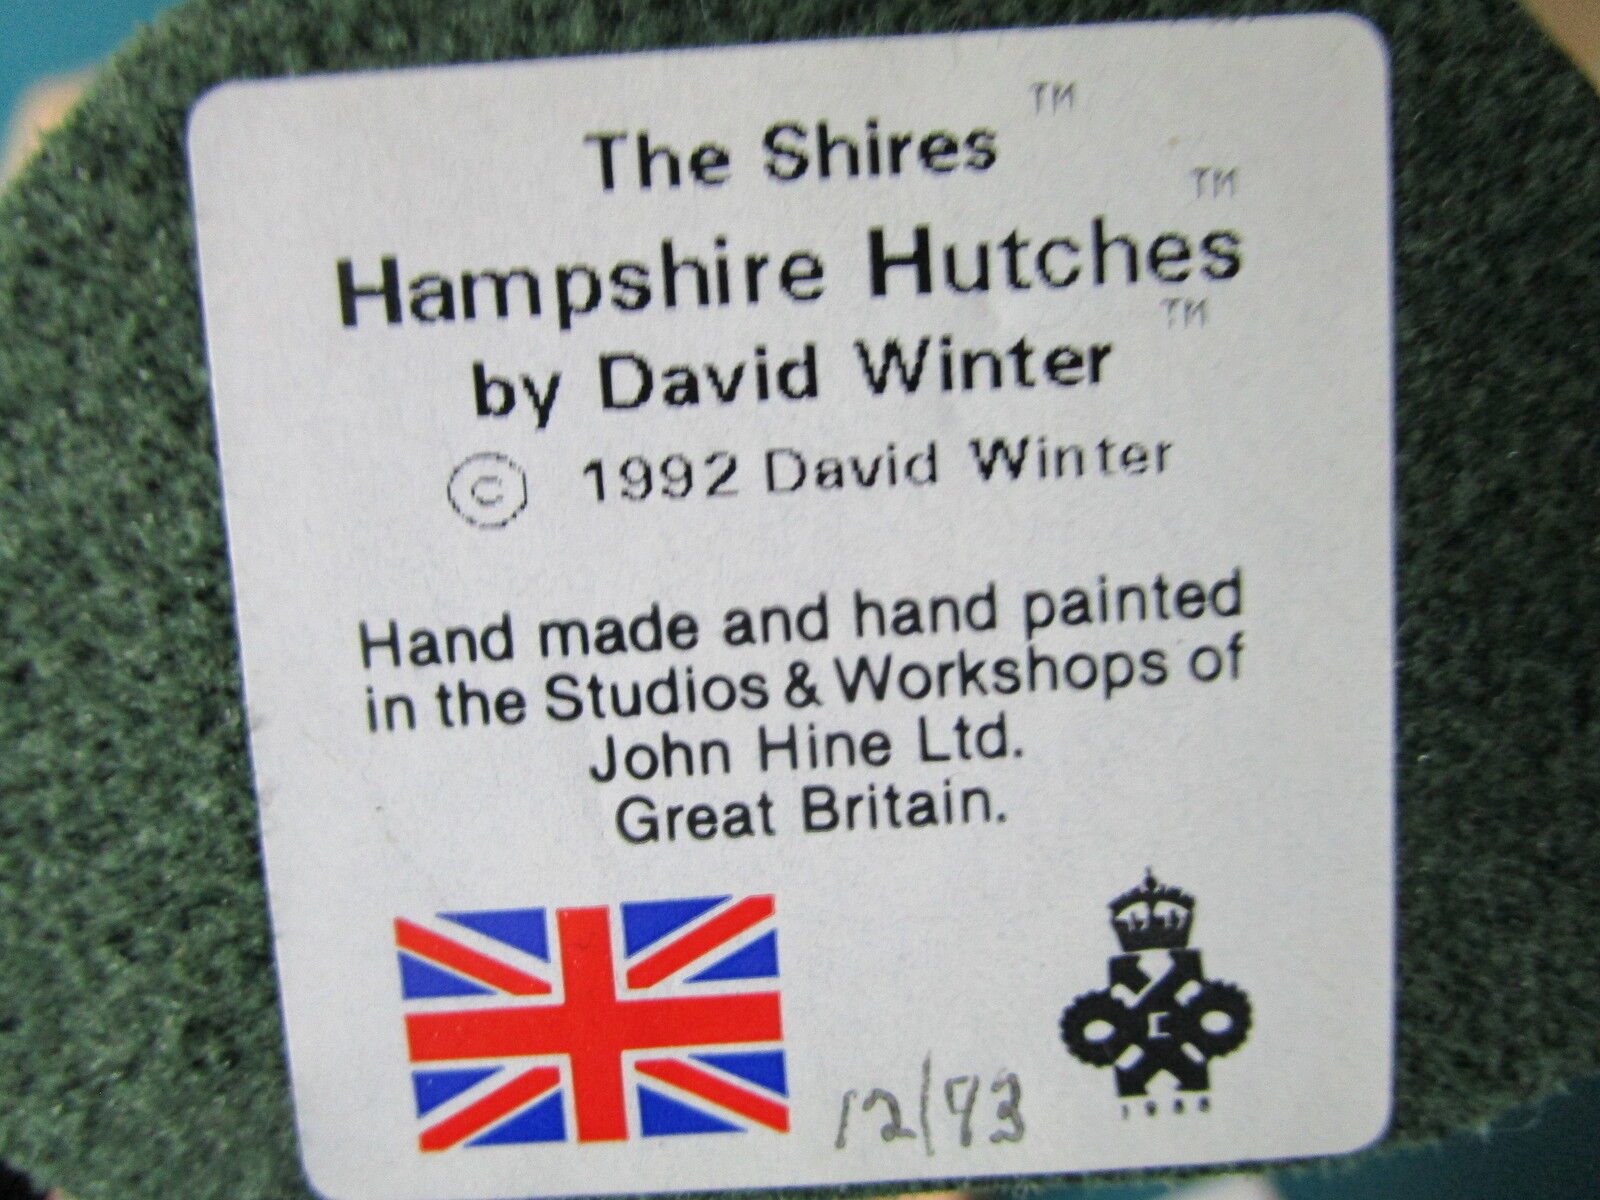 The Shires ™
Hampshire Hutches ™
by David Winter ™
© 1992 David Winter
Hand made and hand painted
in the Studios & Workshops of
John Hine Ltd.
Great Britain.
12/93